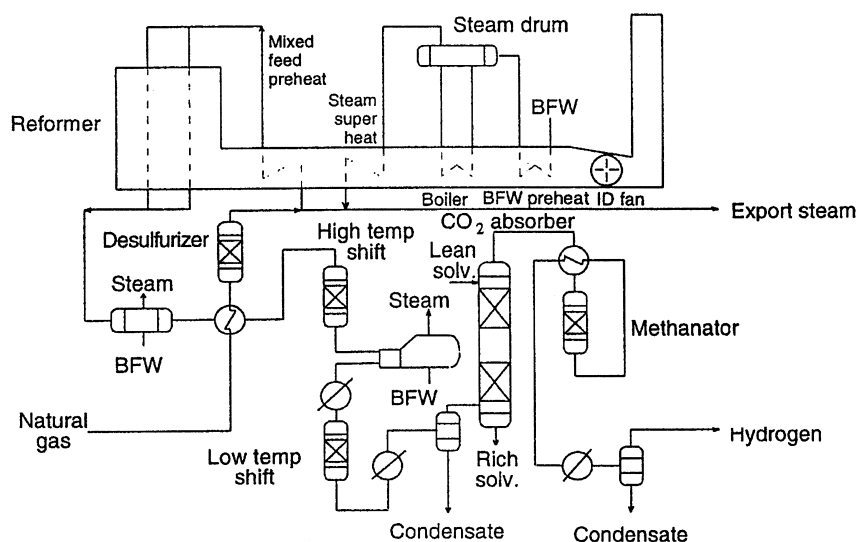 Steam drum
Mixed
feed
preheat
Steam
super
heat
BFW
Reformer
Boiler
BFW preheat
ID fan
Export steam
CO₂ absorber
Desulfurizer
High temp
shift
Lean
solv.
Steam
Steam
Methanator
BFW
BFW
Natural
gas
Low temp
shift
Rich
solv.
Hydrogen
Condensate
Condensate